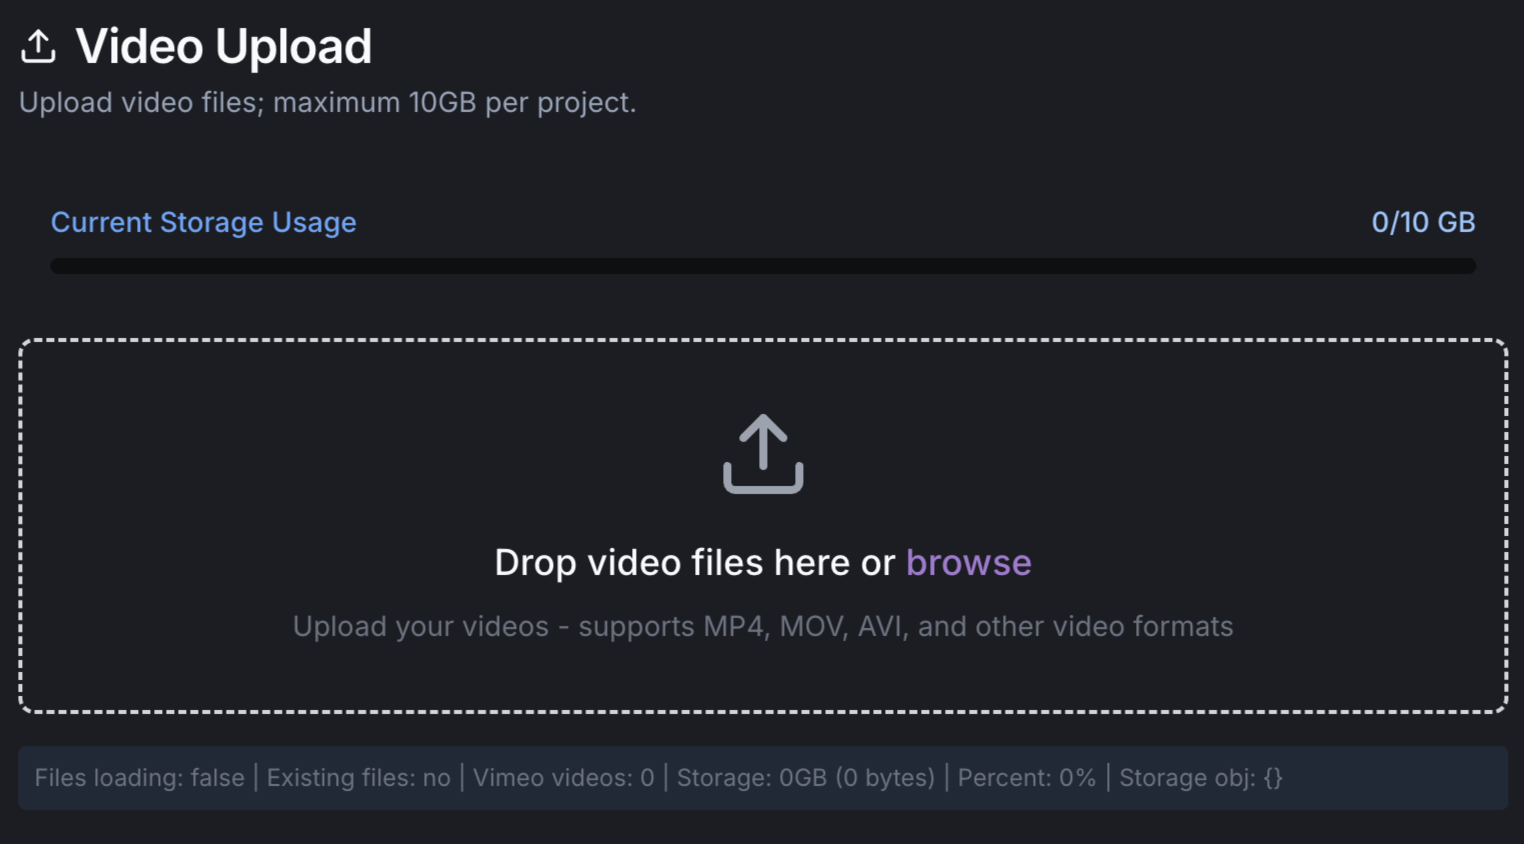 Video Upload
Upload video files; maximum 10GB per project.
Current Storage Usage
0/10 GB
Drop video files here or browse
Upload your videos - supports MP4, MOV, AVI, and other video formats
Files loading: false | Existing files: no | Vimeo videos: 0 | Storage: 0GB (0 bytes) | Percent: 0% | Storage obj: {}